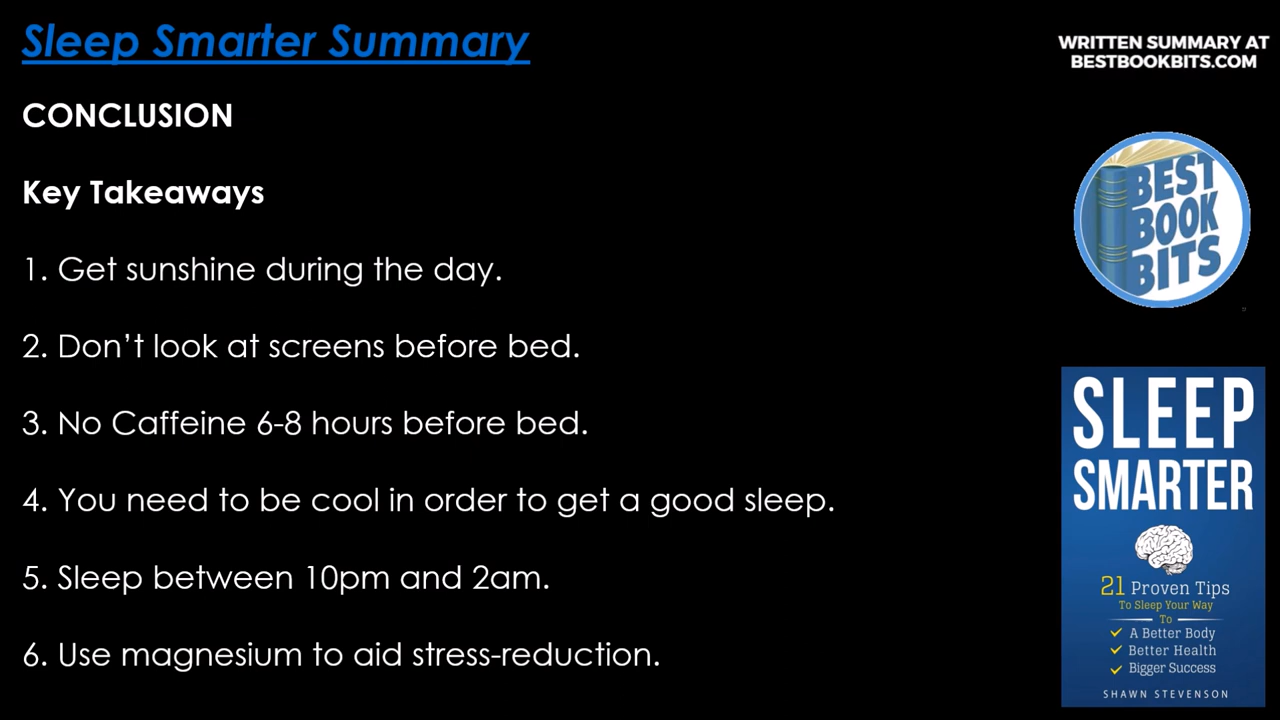 Sleep Smarter Summary
WRITTEN SUMMARY AT
BESTBOOKBITS.COM
CONCLUSION
Key Takeaways
1. Get sunshine during the day.
2. Don’t look at screens before bed.
3. No Caffeine 6-8 hours before bed.
4. You need to be cool in order to get a good sleep.
5. Sleep between 10pm and 2am.
6. Use magnesium to aid stress-reduction.
BEST
BOOK
BITS
SLEEP
SMARTER
21 Proven Tips
To Sleep Your Way
To
A Better Body
Better Health
Bigger Success
SHAWN STEVENSON